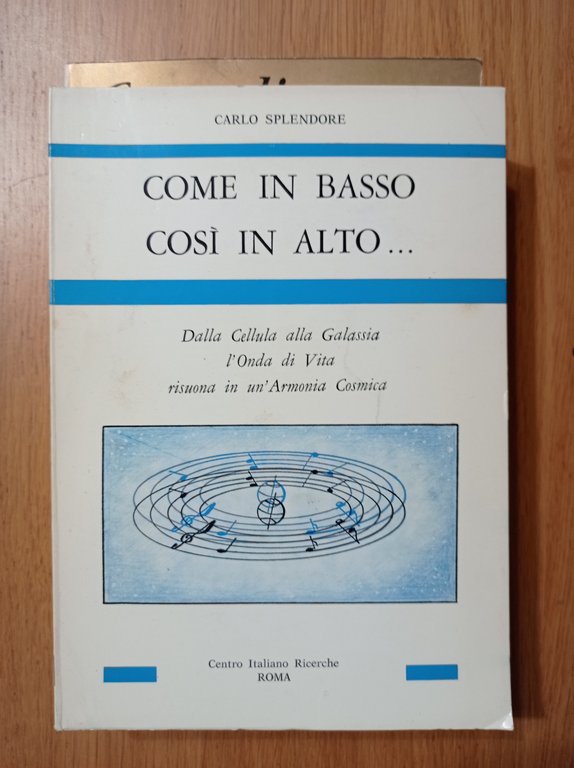 CARLO SPLENDORE
COME IN BASSO
COSÌ IN ALTO...
Dalla Cellula alla Galassia
l'Onda di Vita
risuona in un'Armonia Cosmica
Centro Italiano Ricerche
ROMA